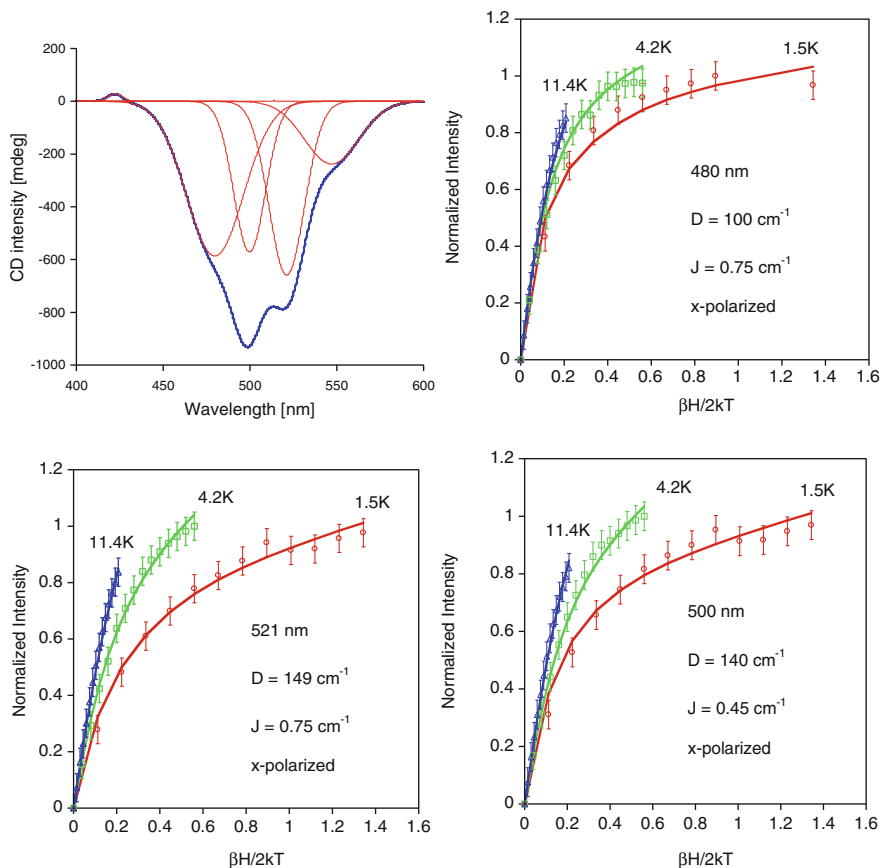 200
0
-200
-400
-600
-800
-1000
400
450
500
550
600
CD intensity [mdeg]
Wavelength [nm]
1.2
1
0.8
0.6
0.4
0.2
0
0
0.2
0.4
0.6
0.8
1
1.2
1.4
1.6
Normalized Intensity
βH/2kT
11.4K
4.2K
1.5K
480 nm
D = 100 cm⁻¹
J = 0.75 cm⁻¹
x-polarized
1.2
1
0.8
0.6
0.4
0.2
0
0
0.2
0.4
0.6
0.8
1
1.2
1.4
1.6
Normalized Intensity
βH/2kT
11.4K
4.2K
1.5K
521 nm
D = 149 cm⁻¹
J = 0.75 cm⁻¹
x-polarized
1.2
1
0.8
0.6
0.4
0.2
0
0
0.2
0.4
0.6
0.8
1
1.2
1.4
1.6
Normalized Intensity
βH/2kT
11.4K
4.2K
1.5K
500 nm
D = 140 cm⁻¹
J = 0.45 cm⁻¹
x-polarized